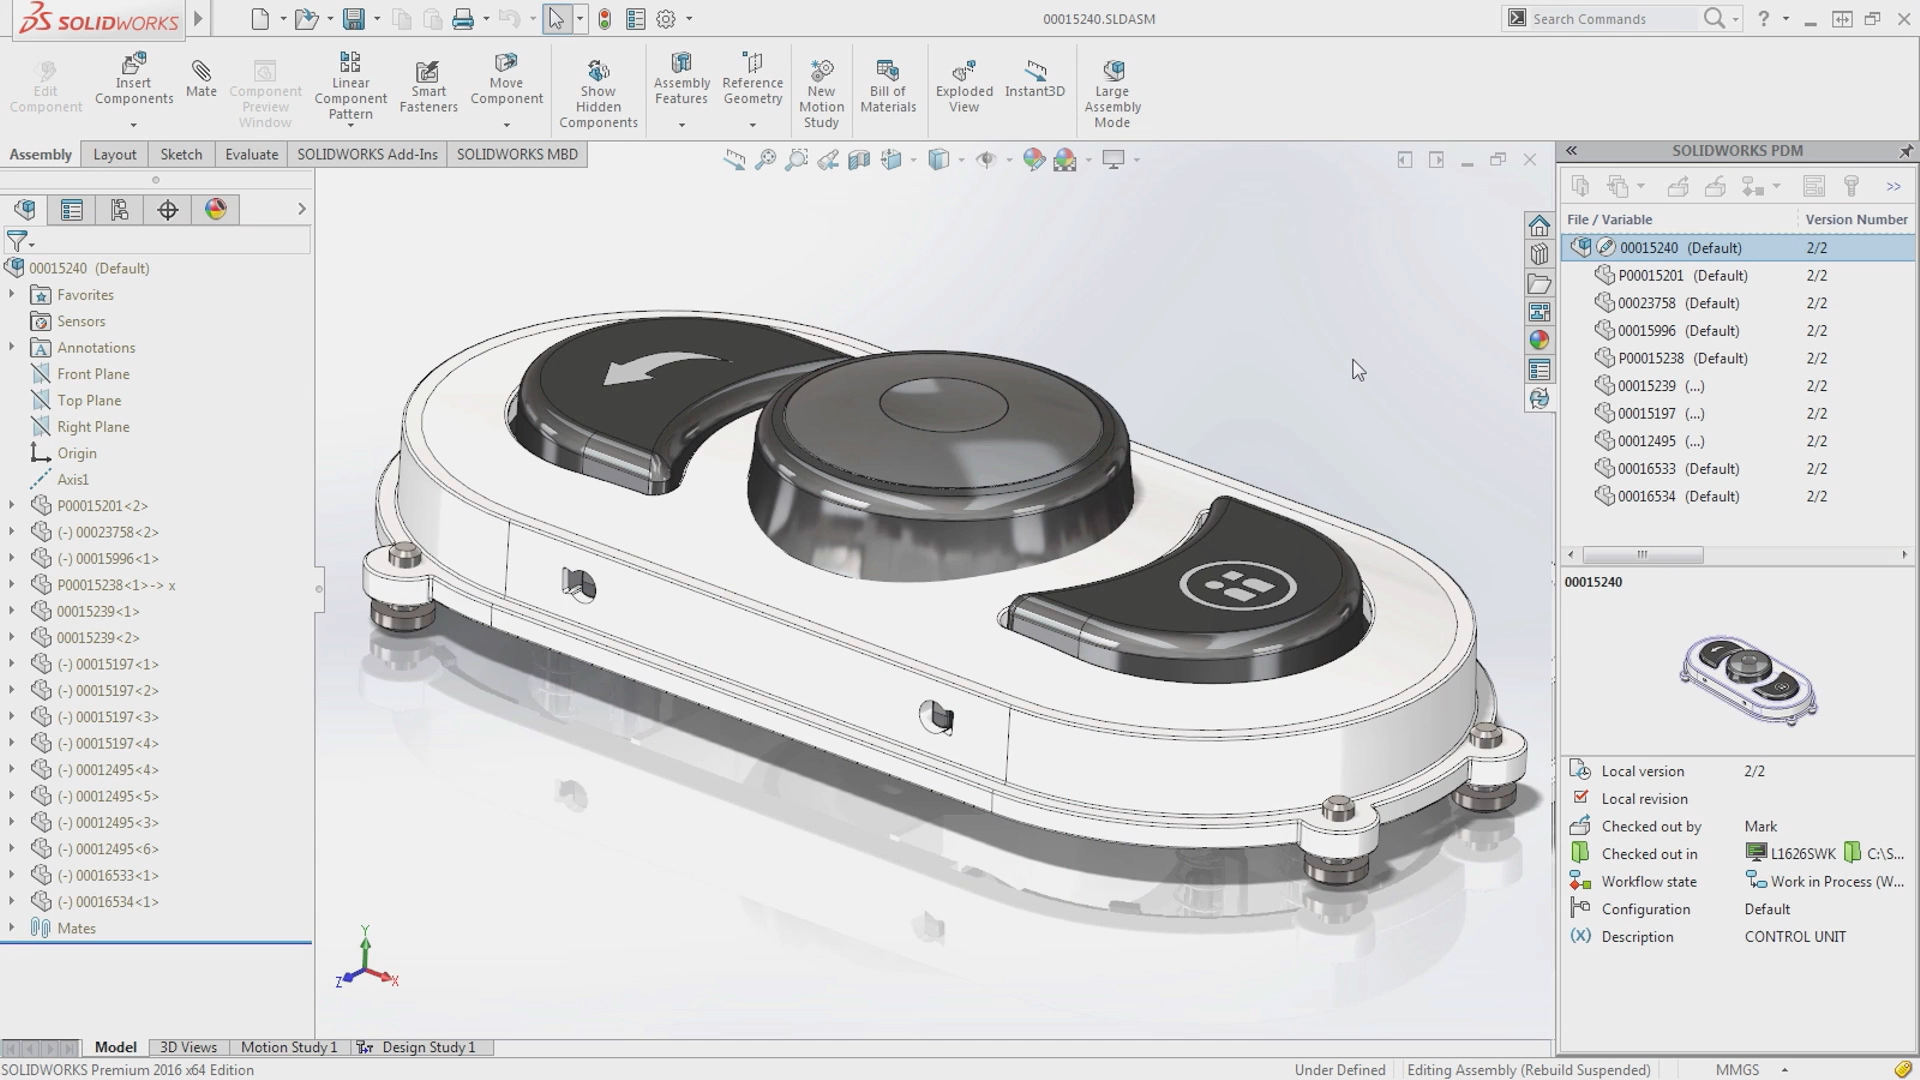 SOLIDWORKS
00015240.SLDASM
Search Commands
Edit Component
Insert Components
Mate
Component Preview Window
Linear Component Pattern
Smart Fasteners
Move Component
Show Hidden Components
Assembly Features
Reference Geometry
New Motion Study
Bill of Materials
Exploded View
Instant3D
Large Assembly Mode
Assembly
Layout
Sketch
Evaluate
SOLIDWORKS Add-Ins
SOLIDWORKS MBD
00015240 (Default)
Favorites
Sensors
Annotations
Front Plane
Top Plane
Right Plane
Origin
Axis1
P00015201<2>
(-) 00023758<2>
(-) 00015996<1>
P00015238<1>-> x
00015239<1>
00015239<2>
(-) 00015197<1>
(-) 00015197<2>
(-) 00015197<3>
(-) 00015197<4>
(-) 00012495<4>
(-) 00012495<5>
(-) 00012495<3>
(-) 00012495<6>
(-) 00016533<1>
(-) 00016534<1>
Mates
Y
Z
X
SOLIDWORKS PDM
File / Variable Version Number
00015240 (Default) 2/2
P00015201 (Default) 2/2
00023758 (Default) 2/2
00015996 (Default) 2/2
P00015238 (Default) 2/2
00015239 (...) 2/2
00015197 (...) 2/2
00012495 (...) 2/2
00016533 (Default) 2/2
00016534 (Default) 2/2
00015240
Local version 2/2
Local revision
Checked out by Mark
Checked out in L1626SWK C:\S...
Workflow state Work in Process (W...
Configuration Default
Description CONTROL UNIT
Model
3D Views
Motion Study 1
Design Study 1
SOLIDWORKS Premium 2016 x64 Edition
Under Defined
Editing Assembly (Rebuild Suspended)
MMGS